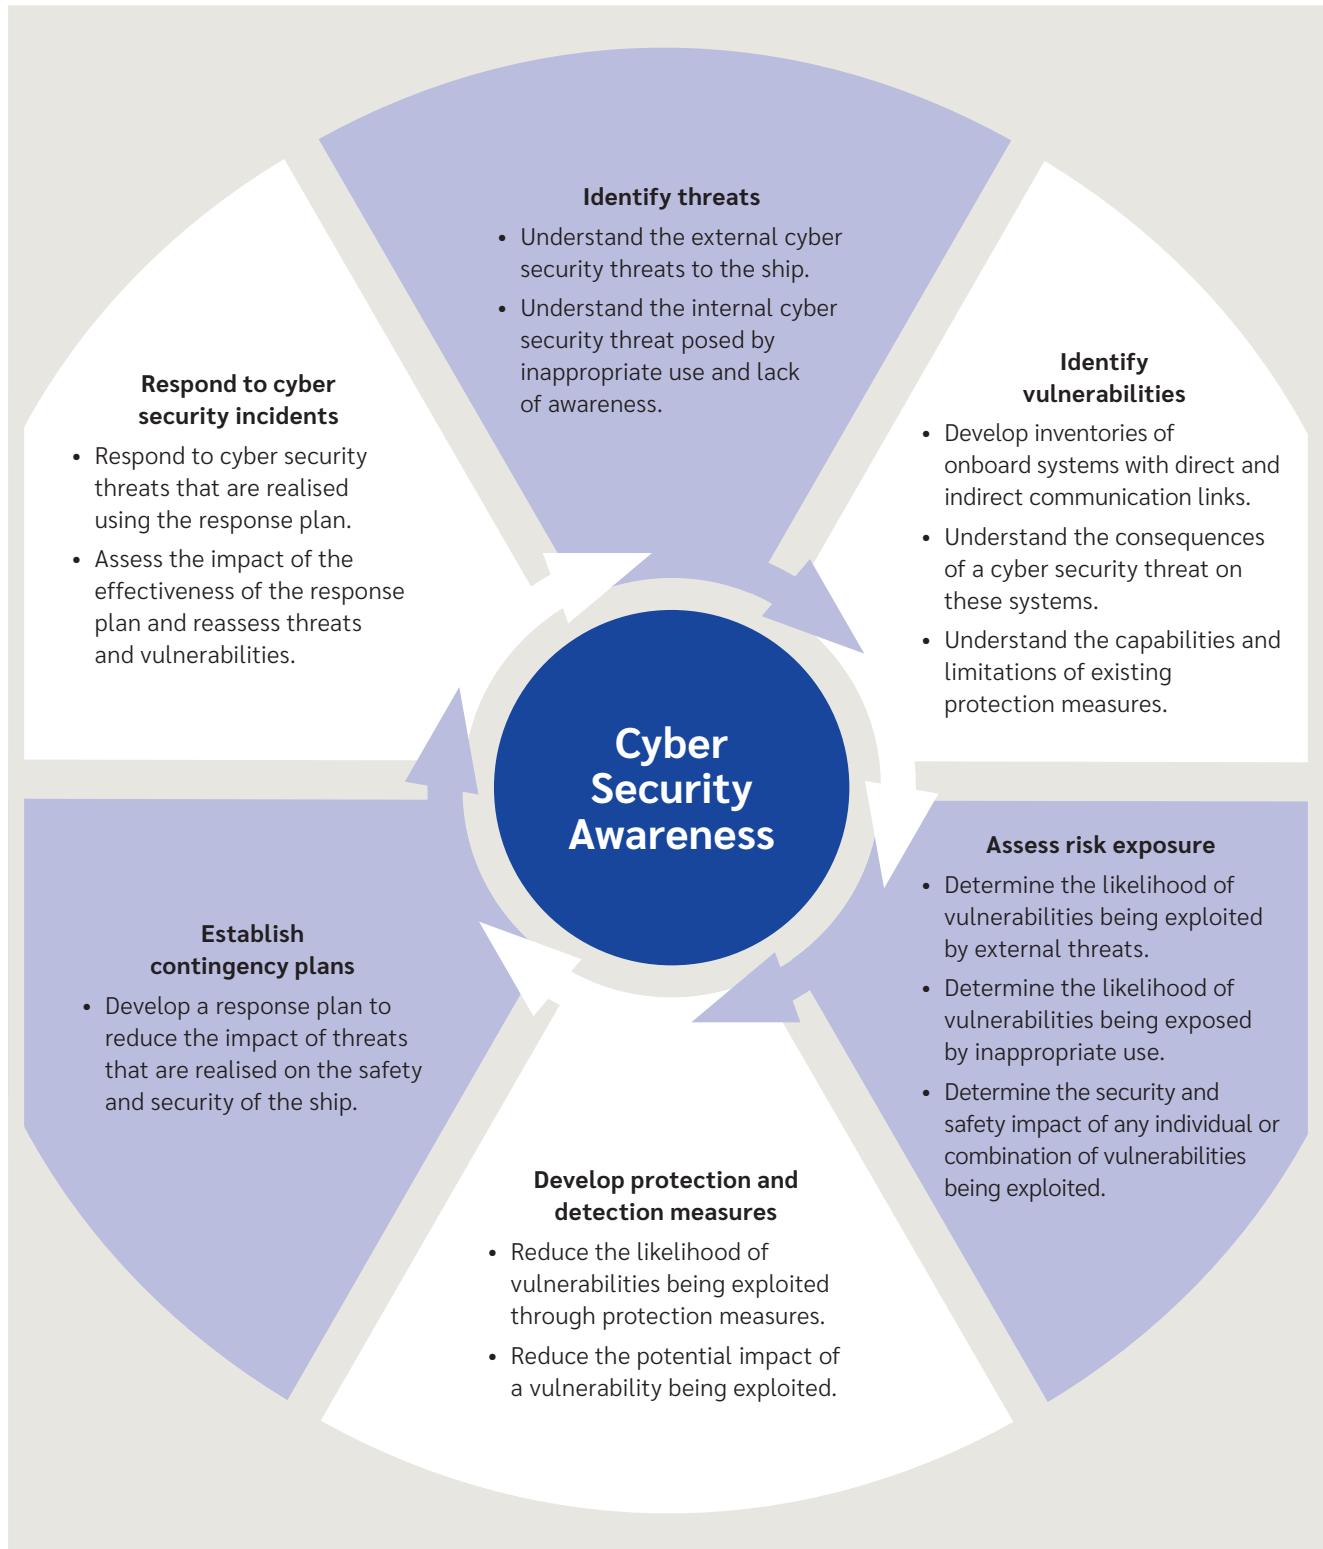 Identify threats
• Understand the external cyber
security threats to the ship.
• Understand the internal cyber
security threat posed by
inappropriate use and lack
of awareness.
Identify
vulnerabilities
• Develop inventories of
onboard systems with direct and
indirect communication links.
• Understand the consequences
of a cyber security threat on
these systems.
• Understand the capabilities and
limitations of existing
protection measures.
Assess risk exposure
• Determine the likelihood of
vulnerabilities being exploited
by external threats.
• Determine the likelihood of
vulnerabilities being exposed
by inappropriate use.
• Determine the security and
safety impact of any individual or
combination of vulnerabilities
being exploited.
Develop protection and
detection measures
• Reduce the likelihood of
vulnerabilities being exploited
through protection measures.
• Reduce the potential impact of
a vulnerability being exploited.
Establish
contingency plans
• Develop a response plan to
reduce the impact of threats
that are realised on the safety
and security of the ship.
Respond to cyber
security incidents
• Respond to cyber security
threats that are realised
using the response plan.
• Assess the impact of the
effectiveness of the response
plan and reassess threats
and vulnerabilities.
Cyber
Security
Awareness